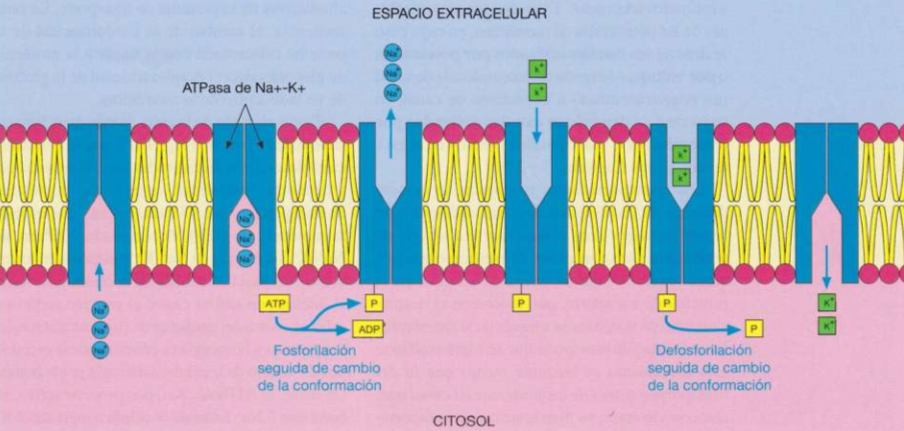 ESPACIO EXTRACELULAR
ATPasa de Na+-K+
Na+
Na+
Na+
Na+
Na+
Na+
Na+
Na+
Na+
k+
k+
k+
k+
K+
K+
ATP
P
ADP
P
P
P
Fosforilación
seguida de cambio
de la conformación
Defosforilación
seguida de cambio
de la conformación
CITOSOL